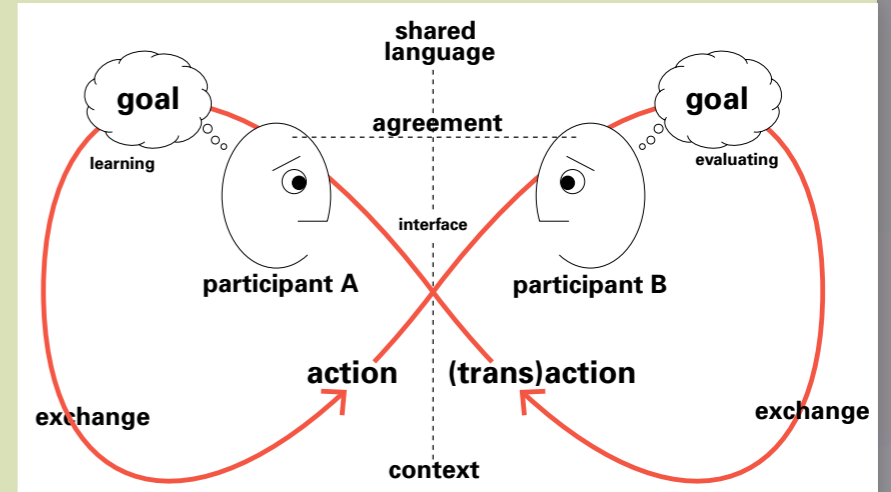 shared
language
goal
goal
agreement
learning
evaluating
interface
participant A
participant B
action
(trans)action
exchange
exchange
context